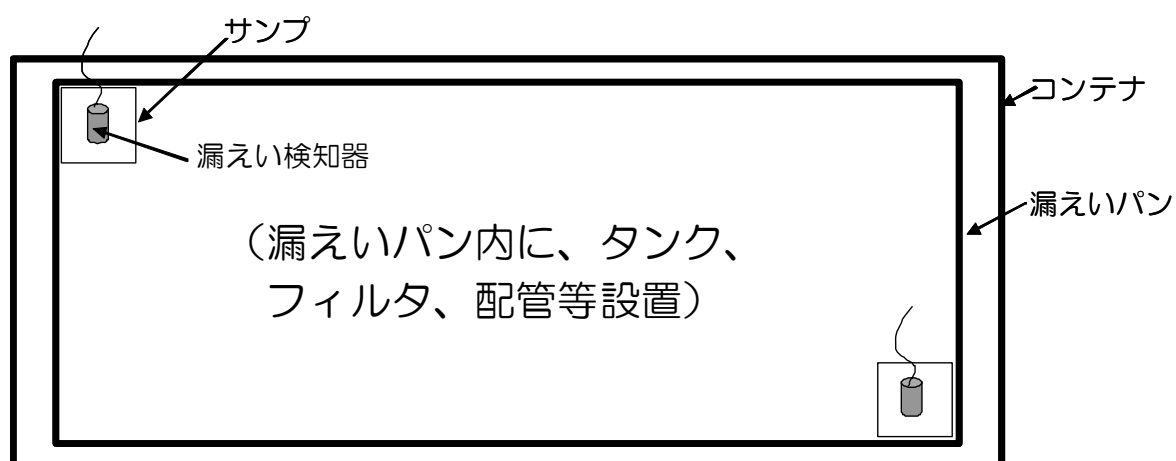 サンプ
コンテナ
漏えい検知器
漏えいパン
（漏えいパン内に、タンク、
フィルタ、配管等設置）